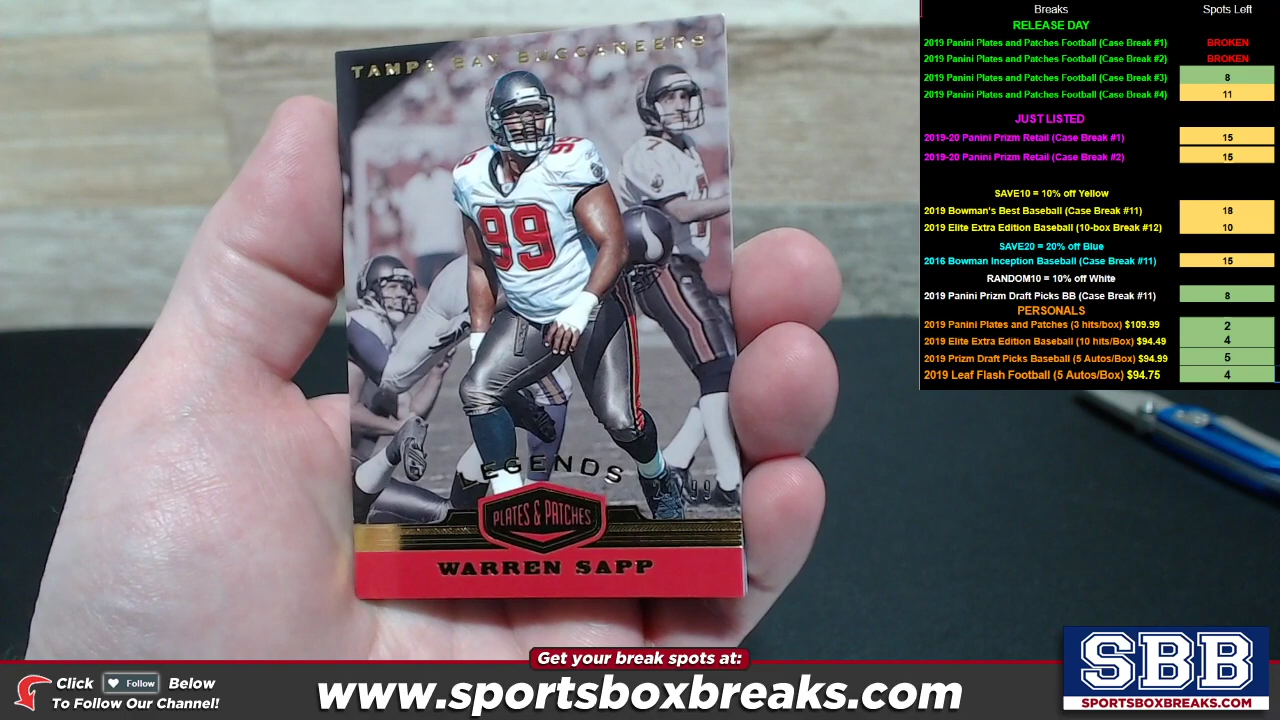 TAMPA BAY BUCCANEERS
99
99
7
LEGENDS
PLATES & PATCHES
WARREN SAPP
Breaks Spots Left
RELEASE DAY
2019 Panini Plates and Patches Football (Case Break #1) BROKEN
2019 Panini Plates and Patches Football (Case Break #2) BROKEN
2019 Panini Plates and Patches Football (Case Break #3) 8
2019 Panini Plates and Patches Football (Case Break #4) 11
JUST LISTED
2019-20 Panini Prizm Retail (Case Break #1) 15
2019-20 Panini Prizm Retail (Case Break #2) 15
SAVE10 = 10% off Yellow
2019 Bowman's Best Baseball (Case Break #11) 18
2019 Elite Extra Edition Baseball (10-box Break #12) 10
SAVE20 = 20% off Blue
2016 Bowman Inception Baseball (Case Break #11) 15
RANDOM10 = 10% off White
2019 Panini Prizm Draft Picks BB (Case Break #11) 8
PERSONALS
2019 Panini Plates and Patches (3 hits/box) $109.99 2
2019 Elite Extra Edition Baseball (10 hits/Box) $94.49 4
2019 Prizm Draft Picks Baseball (5 Autos/Box) $94.99 5
2019 Leaf Flash Football (5 Autos/Box) $94.75 4
Get your break spots at:
Click Follow Below
To Follow Our Channel!
www.sportsboxbreaks.com
SBB
SPORTSBOXBREAKS.COM